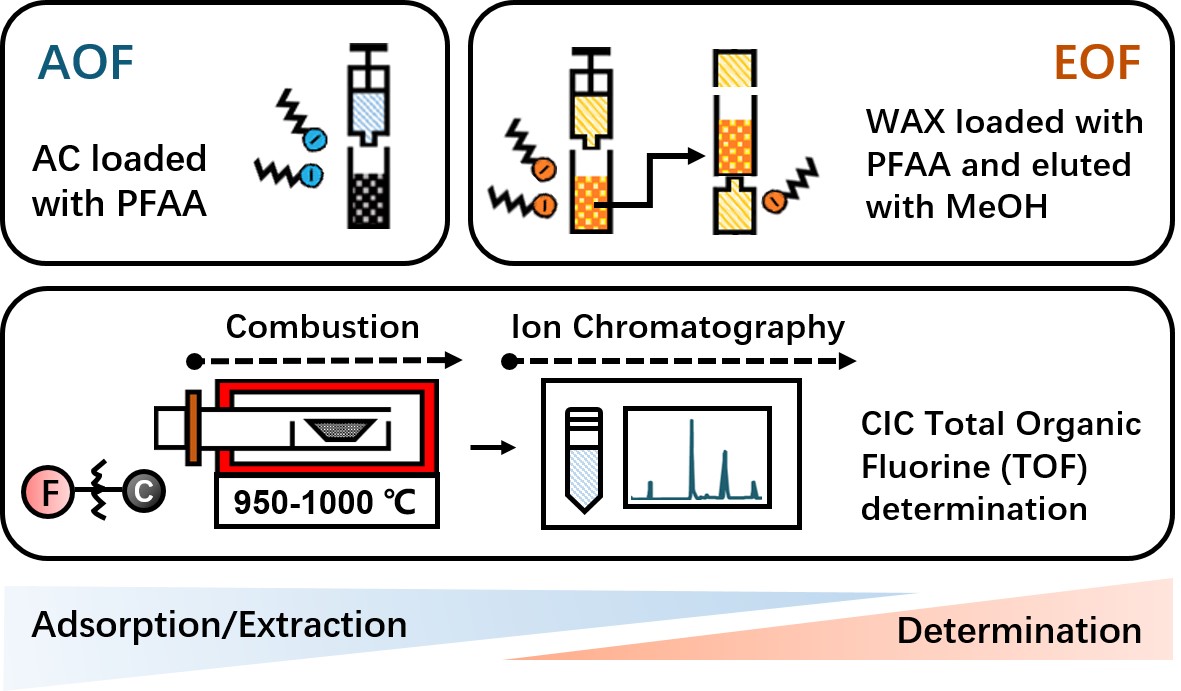 AOF
AC loaded
with PFAA
EOF
WAX loaded with
PFAA and eluted
with MeOH
Combustion
Ion Chromatography
F
C
950-1000 ℃
CIC Total Organic
Fluorine (TOF)
determination
Adsorption/Extraction
Determination